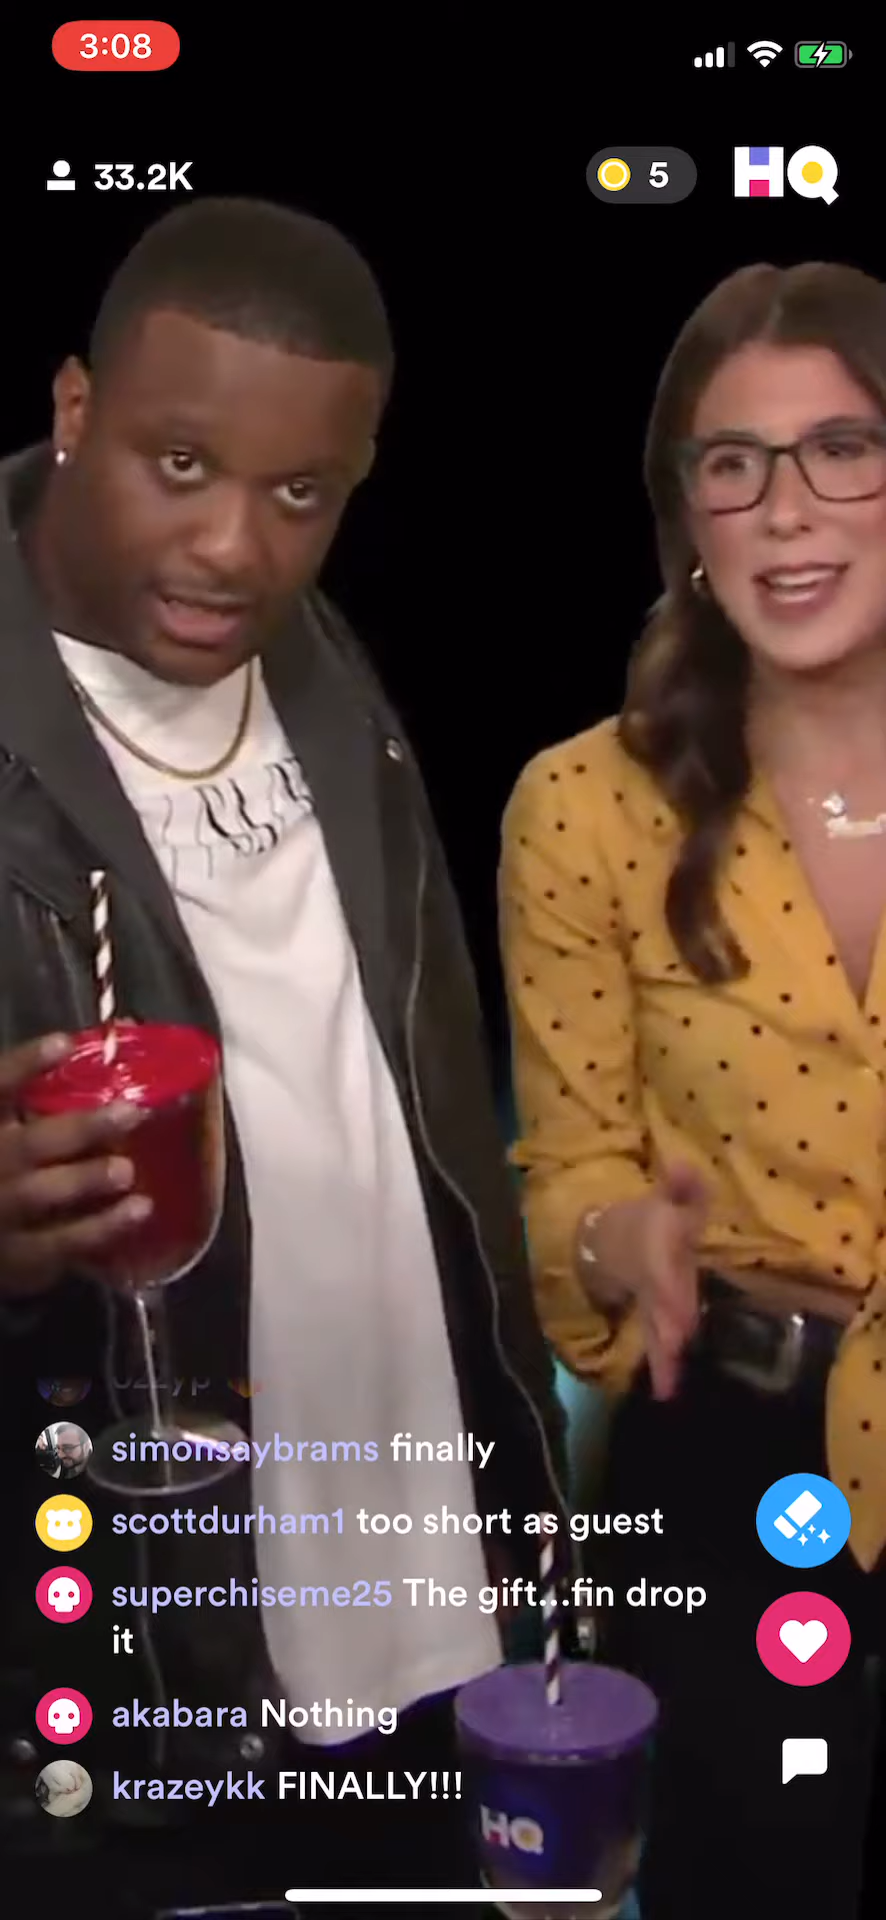 3:08
33.2K
5
HQ
simonsaybrams finally
scottdurham1 too short as guest
superchiseme25 The gift...fin drop
it
akabara Nothing
krazeykk FINALLY!!!
HQ